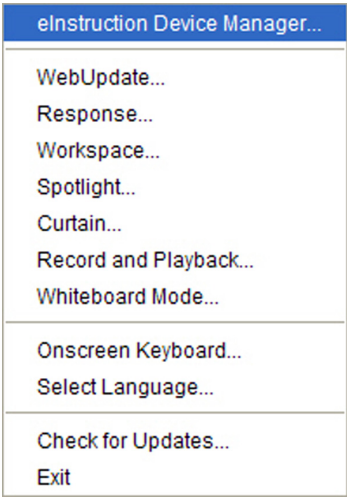 eInstruction Device Manager...
WebUpdate...
Response...
Workspace...
Spotlight...
Curtain...
Record and Playback...
Whiteboard Mode...
Onscreen Keyboard...
Select Language...
Check for Updates...
Exit